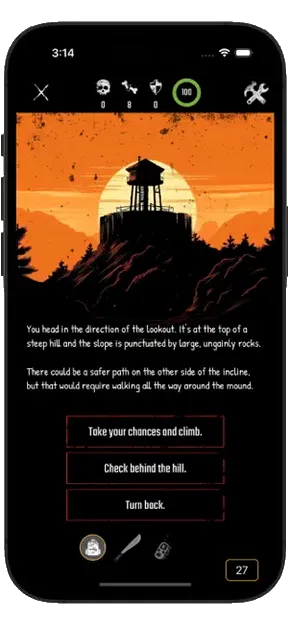 3:14
0 8 0 100
You head in the direction of the lookout. It's at the top of a
steep hill and the slope is punctuated by large, ungainly rocks.
There could be a safer path on the other side of the incline,
but that would require walking all the way around the mound.
Take your chances and climb.
Check behind the hill.
Turn back.
27